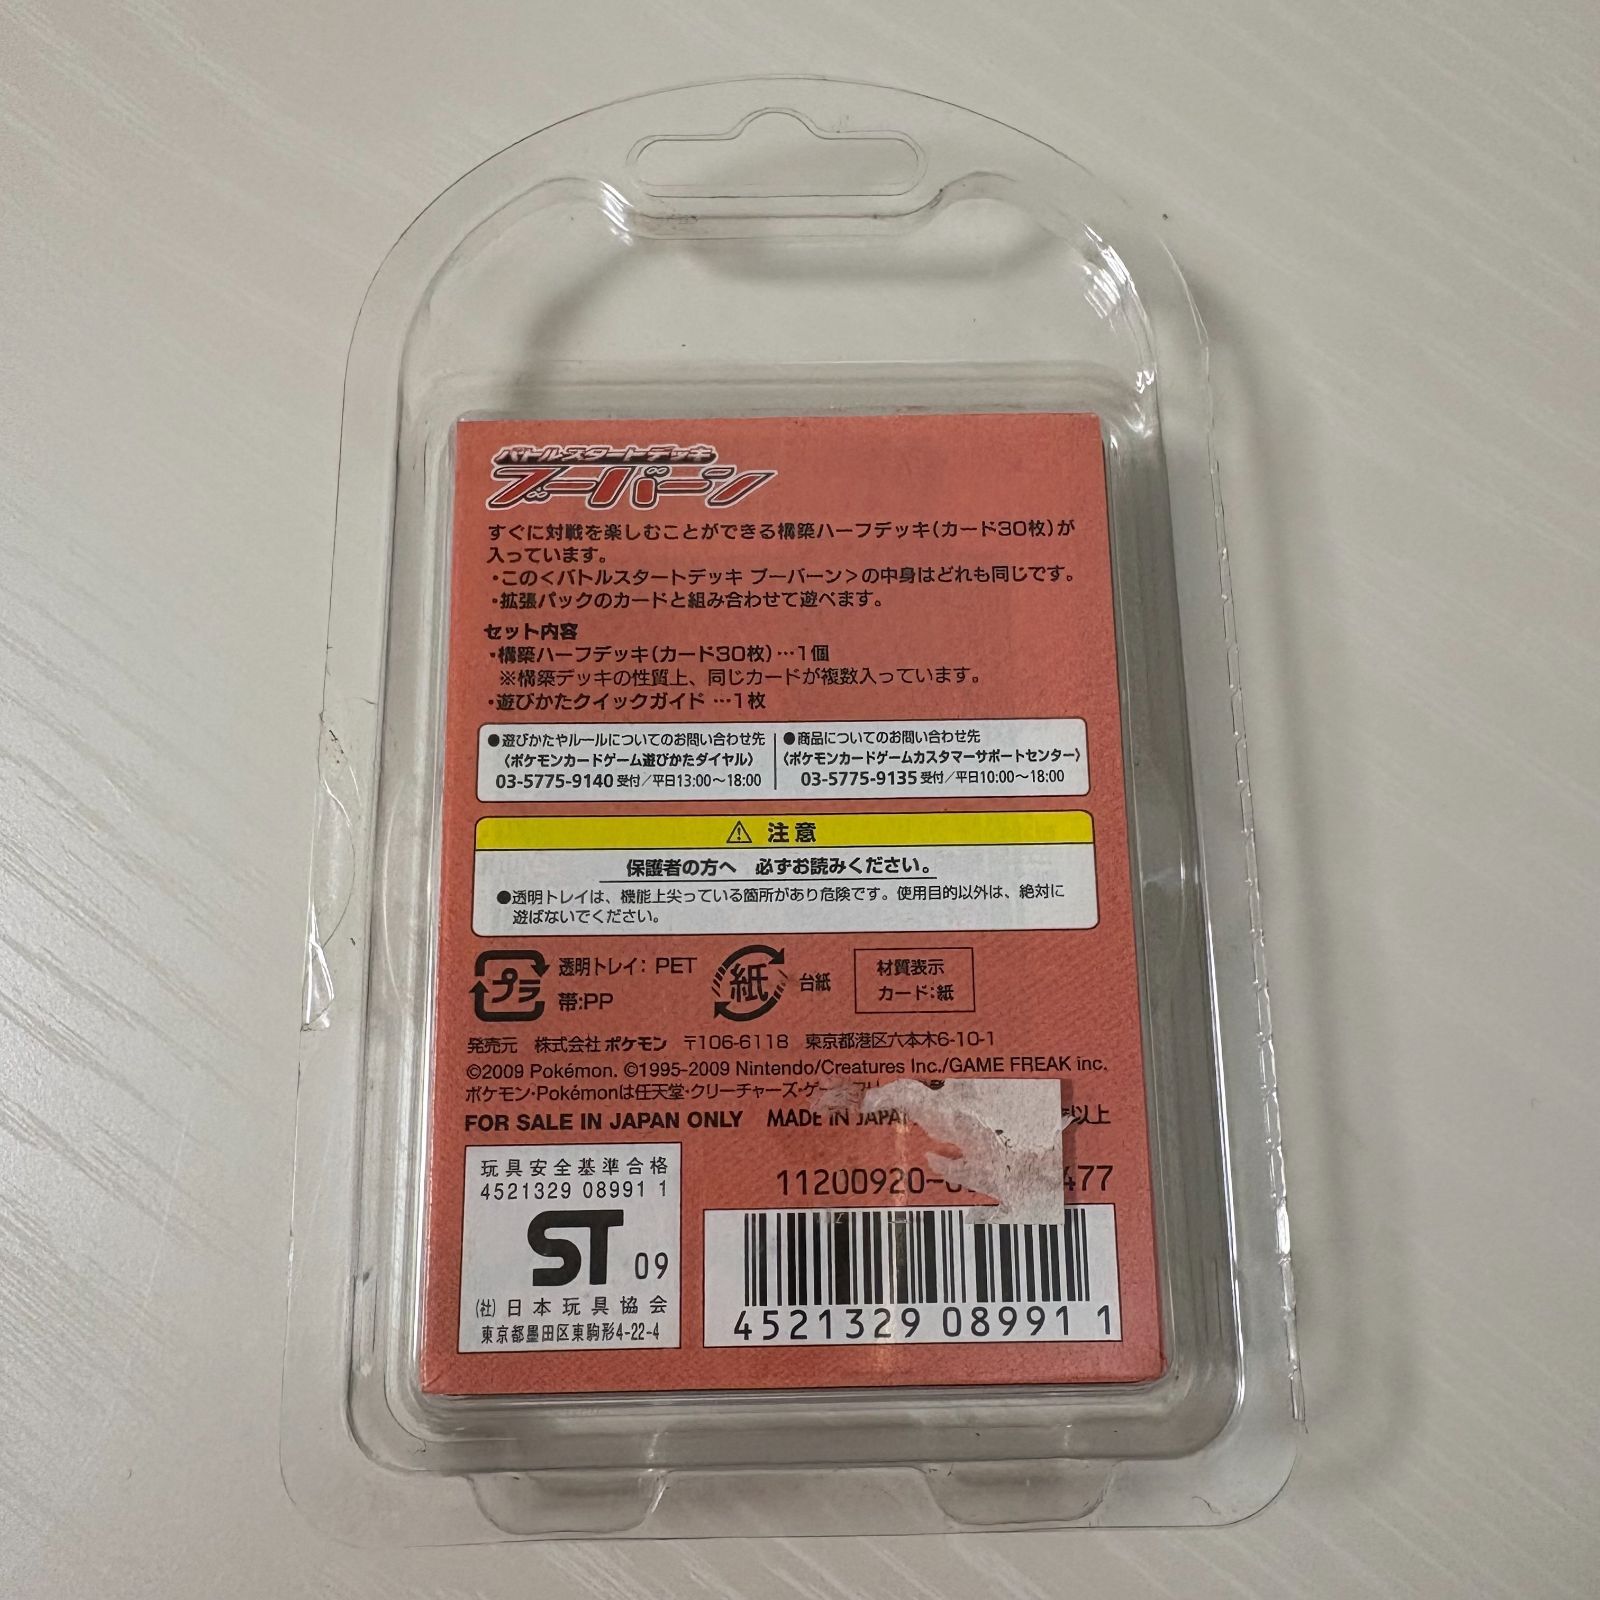 バトルスタートデッキ
ブーバーン
すぐに対戦を楽しむことができる構築ハーフデッキ(カード30枚)が
入っています。
・この<バトルスタートデッキ ブーバーン>の中身はどれも同じです。
・拡張パックのカードと組み合わせて遊べます。
セット内容
・構築ハーフデッキ(カード30枚)…1個
※構築デッキの性質上、同じカードが複数入っています。
・遊びかたクイックガイド …1枚
●遊びかたやルールについてのお問い合わせ先
〈ポケモンカードゲーム遊びかたダイヤル〉
03-5775-9140 受付/平日13:00〜18:00
●商品についてのお問い合わせ先
〈ポケモンカードゲームカスタマーサポートセンター〉
03-5775-9135 受付/平日10:00〜18:00
⚠ 注意
保護者の方へ 必ずお読みください。
●透明トレイは、機能上尖っている箇所があり危険です。使用目的以外は、絶対に
遊ばないでください。
プラ
透明トレイ: PET
帯:PP
紙
台紙
材質表示
カード:紙
発売元 株式会社ポケモン 〒106-6118 東京都港区六本木6-10-1
©2009 Pokémon. ©1995-2009 Nintendo/Creatures Inc./GAME FREAK inc.
ポケモン・Pokémonは任天堂・クリーチャーズ・ゲー
FOR SALE IN JAPAN ONLY MADE IN JAPAN 以上
玩具安全基準合格
4521329 08991 1
ST 09
(社)日本玩具協会
東京都墨田区東駒形4-22-4
11200920- 477
4521329 08991 1